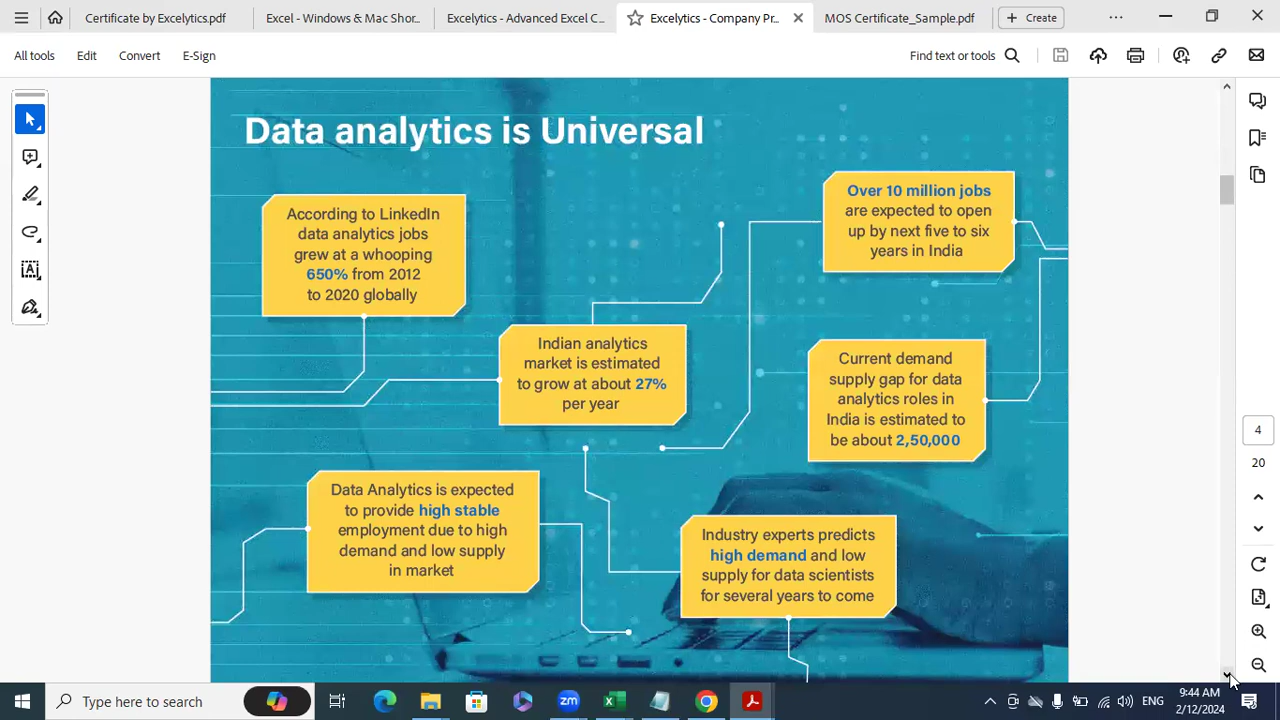 Certificate by Excelytics.pdf
Excel - Windows & Mac Shor...
Excelytics - Advanced Excel C...
Excelytics - Company Pr...
MOS Certificate_Sample.pdf
Create
All tools
Edit
Convert
E-Sign
Find text or tools
Data analytics is Universal
According to LinkedIn
data analytics jobs
grew at a whooping
650% from 2012
to 2020 globally
Over 10 million jobs
are expected to open
up by next five to six
years in India
Indian analytics
market is estimated
to grow at about 27%
per year
Current demand
supply gap for data
analytics roles in
India is estimated to
be about 2,50,000
Data Analytics is expected
to provide high stable
employment due to high
demand and low supply
in market
Industry experts predicts
high demand and low
supply for data scientists
for several years to come
4
20
Type here to search
zm
ENG
9:44 AM
2/12/2024